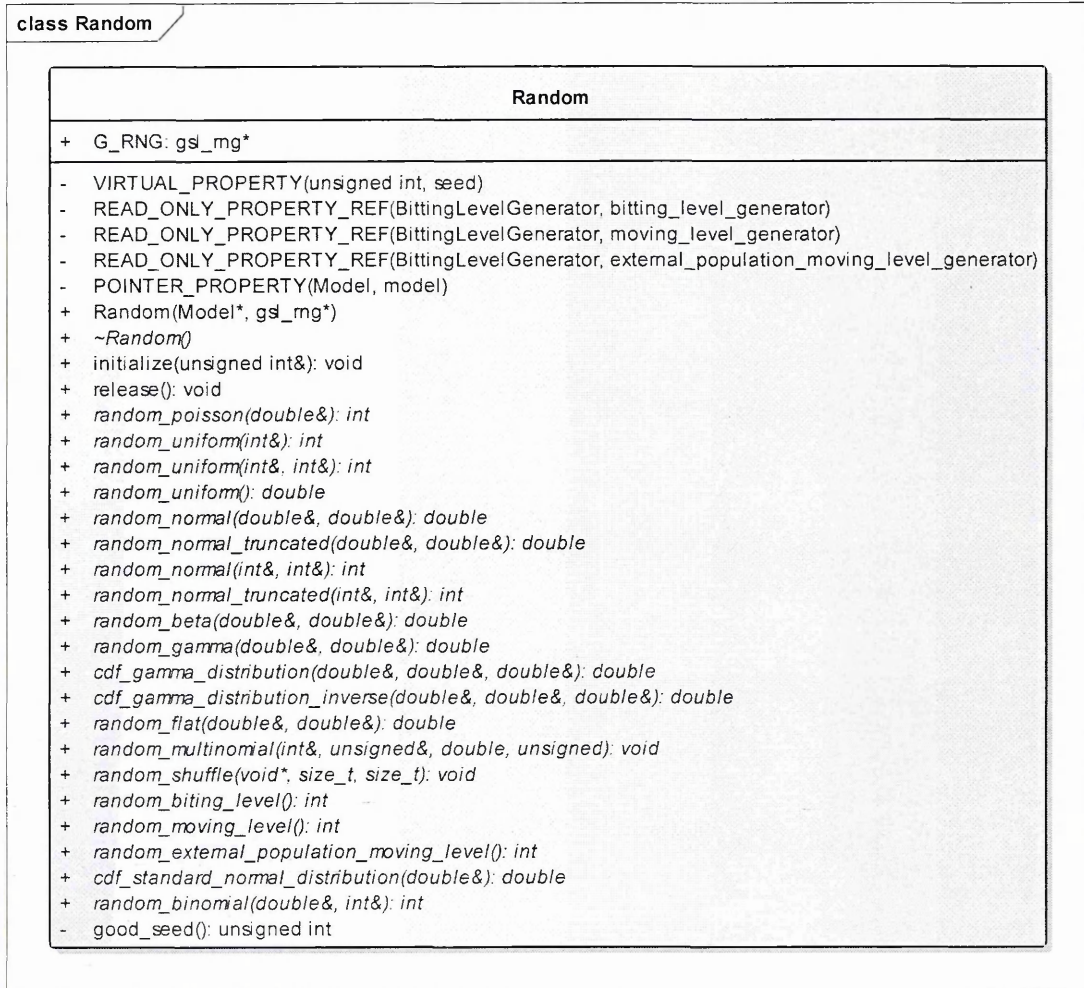 class Random
Random
+ G_RNG: gsl_rng*
- VIRTUAL_PROPERTY(unsigned int, seed)
- READ_ONLY_PROPERTY_REF(BittingLevelGenerator, bitting_level_generator)
- READ_ONLY_PROPERTY_REF(BittingLevelGenerator, moving_level_generator)
- READ_ONLY_PROPERTY_REF(BittingLevelGenerator, external_population_moving_level_generator)
- POINTER_PROPERTY(Model, model)
+ Random(Model*, gsl_rng*)
+ ~Random()
+ initialize(unsigned int&): void
+ release(): void
+ random_poisson(double&): int
+ random_uniform(int&): int
+ random_uniform(int&, int&): int
+ random_uniform(): double
+ random_normal(double&, double&): double
+ random_normal_truncated(double&, double&): double
+ random_normal(int&, int&): int
+ random_normal_truncated(int&, int&): int
+ random_beta(double&, double&): double
+ random_gamma(double&, double&): double
+ cdf_gamma_distribution(double&, double&, double&): double
+ cdf_gamma_distribution_inverse(double&, double&, double&): double
+ random_flat(double&, double&): double
+ random_multinomial(int&, unsigned&, double, unsigned): void
+ random_shuffle(void*, size_t, size_t): void
+ random_biting_level(): int
+ random_moving_level(): int
+ random_external_population_moving_level(): int
+ cdf_standard_normal_distribution(double&): double
+ random_binomial(double&, int&): int
- good_seed(): unsigned int